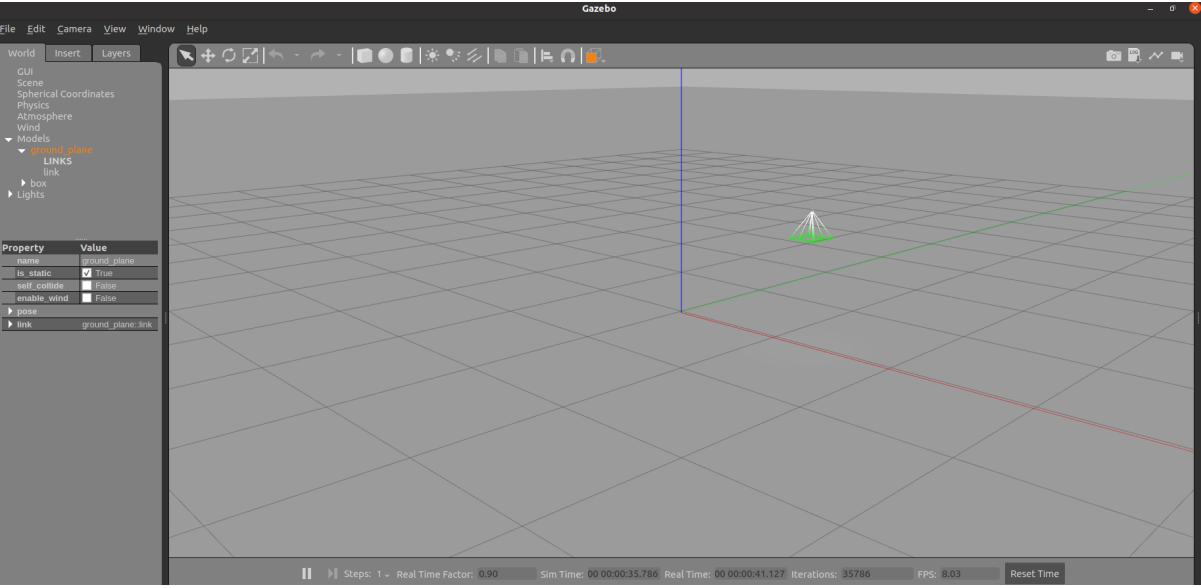 Gazebo
File Edit Camera View Window Help
World Insert Layers
GUI
Scene
Spherical Coordinates
Physics
Atmosphere
Wind
Models
ground_plane
LINKS
link
box
Lights
Property Value
name ground_plane
is_static True
self_collide False
enable_wind False
pose
link ground_plane::link
Steps: 1 Real Time Factor: 0.90 Sim Time: 00 00:00:35.786 Real Time: 00 00:00:41.127 Iterations: 35786 FPS: 8.03 Reset Time